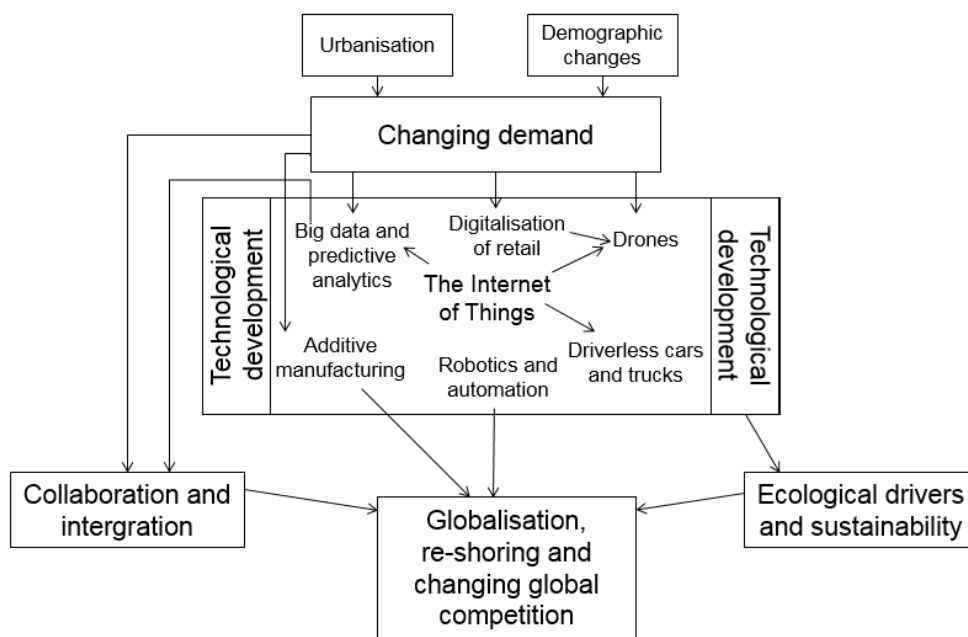 Urbanisation
Demographic
changes
Changing demand
Technological
development
Big data and
predictive
analytics
Digitalisation
of retail
Drones
The Internet
of Things
Additive
manufacturing
Robotics and
automation
Driverless cars
and trucks
Technological
development
Collaboration and
intergration
Globalisation,
re-shoring and
changing global
competition
Ecological drivers
and sustainability